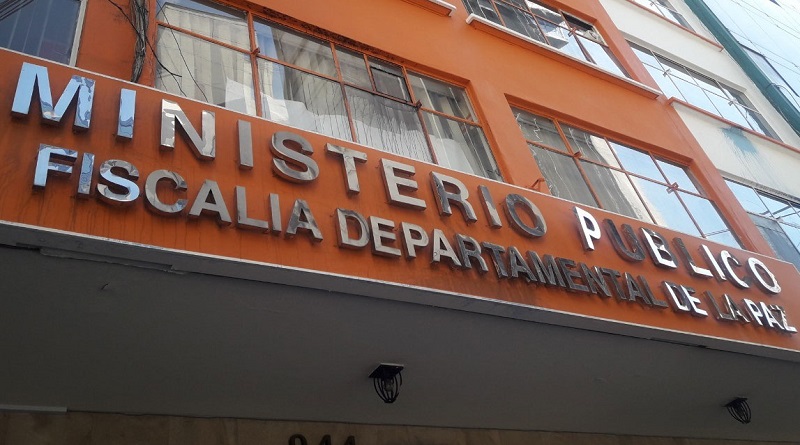 MINISTERIO PUBLICO
FISCALIA DEPARTAMENTAL DE LA PAZ